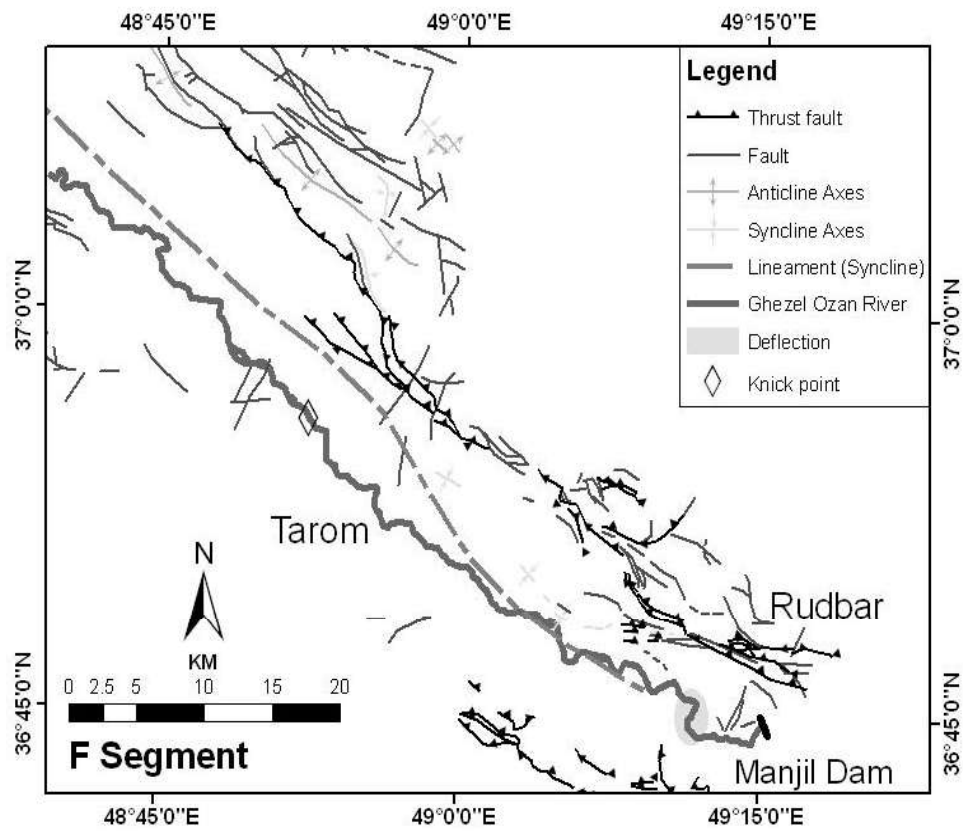 48°45'0"E 49°0'0"E 49°15'0"E
Legend
Thrust fault
Fault
Anticline Axes
Syncline Axes
Lineament (Syncline)
Ghezel Ozan River
Deflection
Knick point
37°0'0"N
37°0'0"N
Tarom
N
Rudbar
KM
0 2.5 5 10 15 20
36°45'0"N
36°45'0"N
F Segment
Manjil Dam
48°45'0"E 49°0'0"E 49°15'0"E